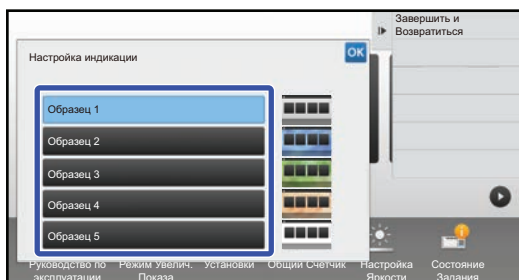 Завершить и
Возвратиться
Настройка индикации
OK
Образец 1
Образец 2
Образец 3
Образец 4
Образец 5
Руководство по эксплуатации
Режим Увелич. Показа
Установки
Общий Счетчик
Настройка Яркости
Состояние Задания